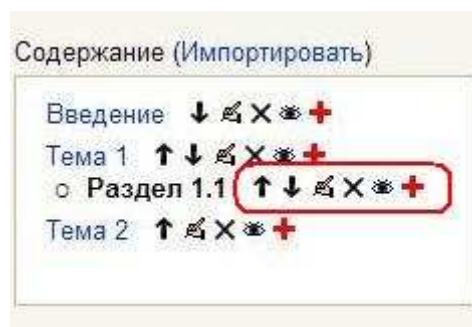 Содержание (Импортировать)
Введение
Тема 1
Раздел 1.1
Тема 2